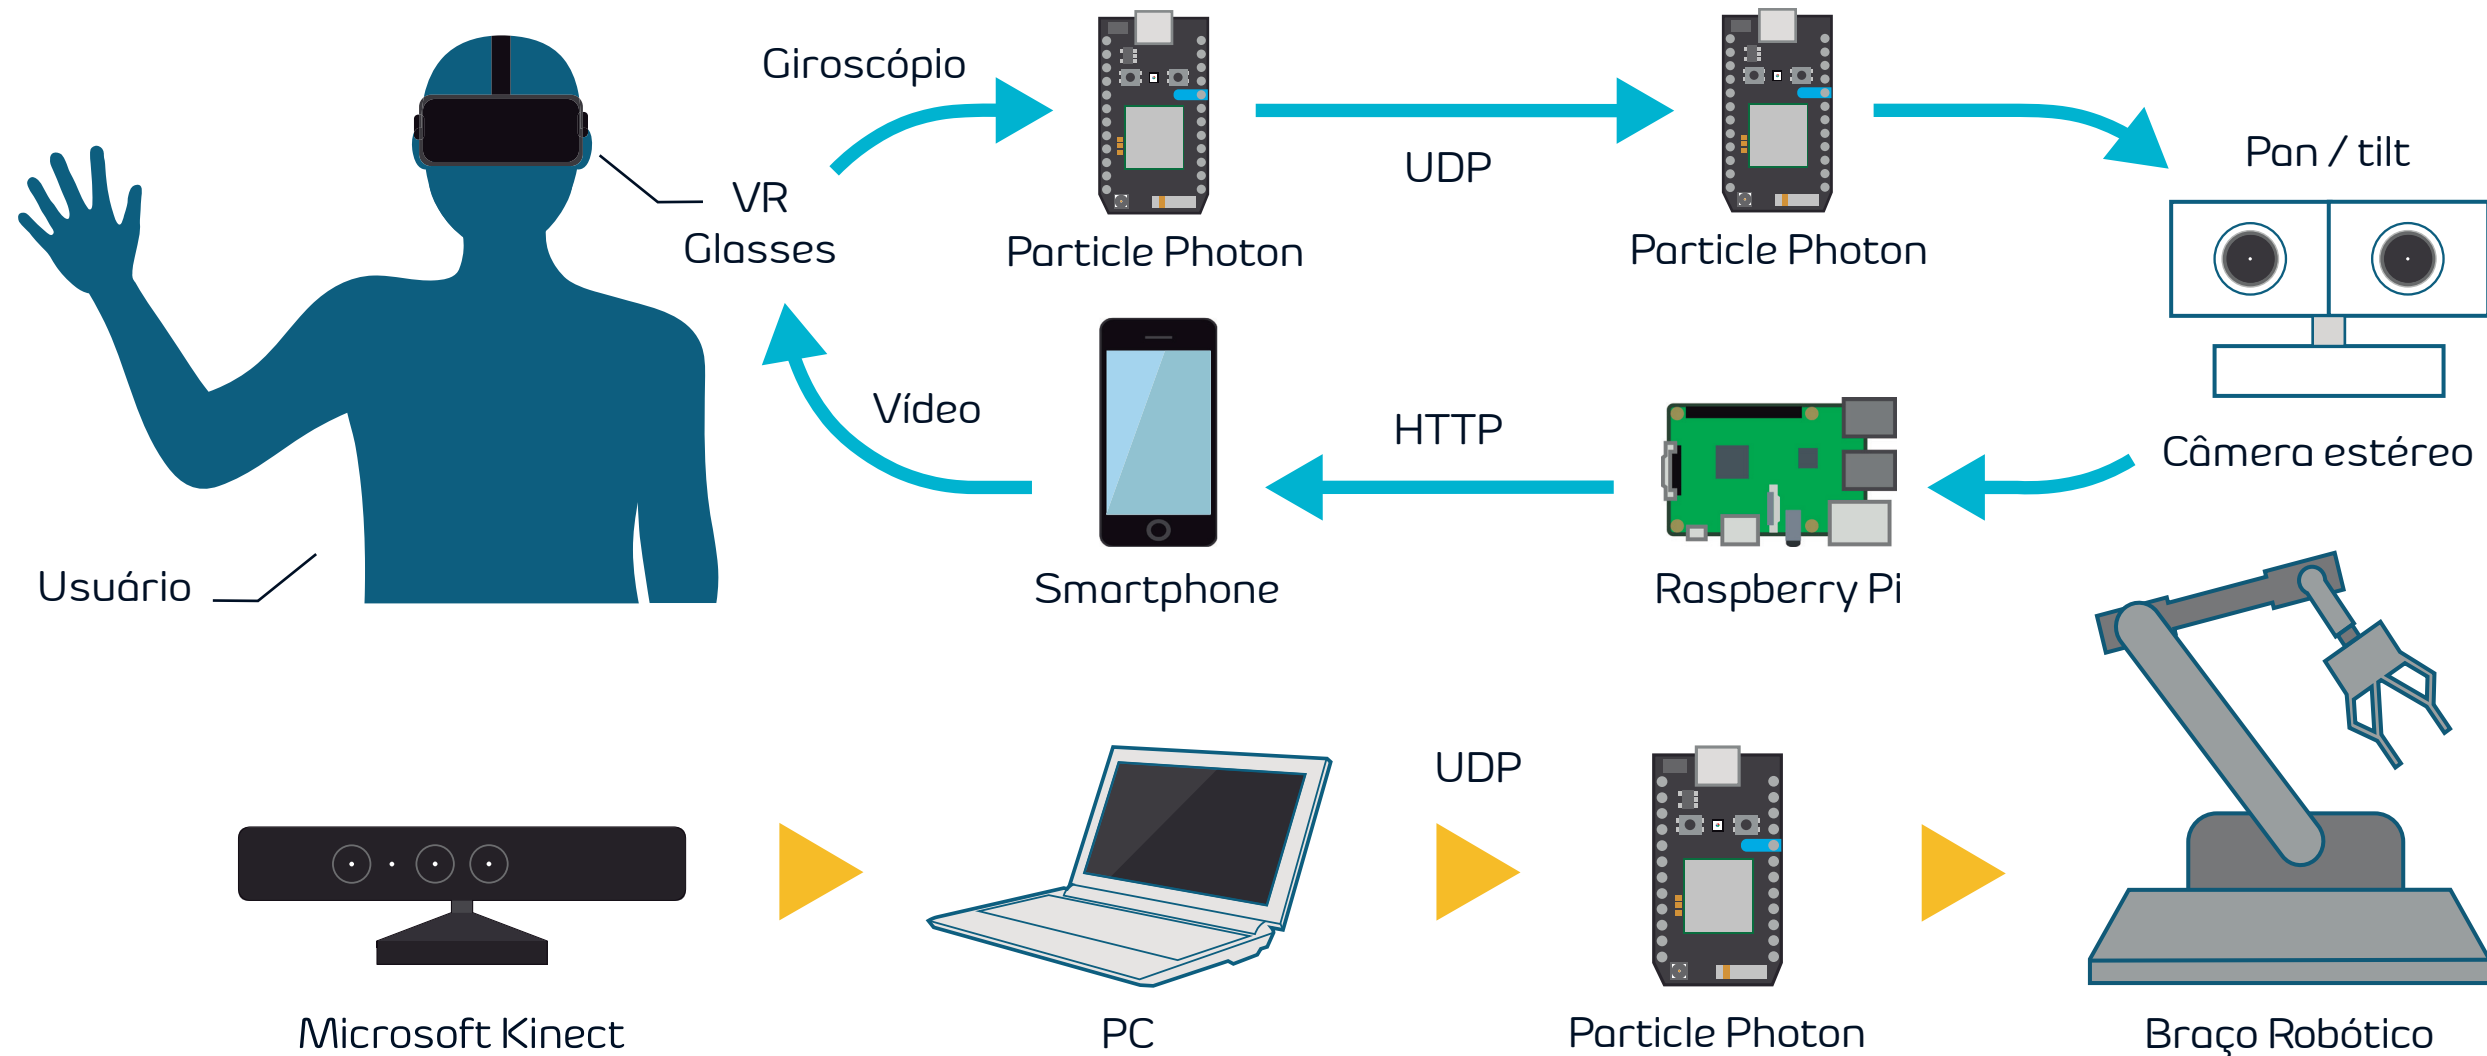 Giroscópio
Particle Photon
UDP
Particle Photon
Pan / tilt
VR
Glasses
Câmera estéreo
Vídeo
HTTP
Usuário
Smartphone
Raspberry Pi
UDP
Microsoft Kinect
PC
Particle Photon
Braço Robótico